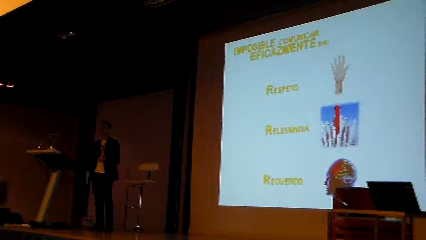 IMPOSIBLE COMUNICAR
EFICAZMENTE
RESPETO
RELEVANCIA
RECUERDO